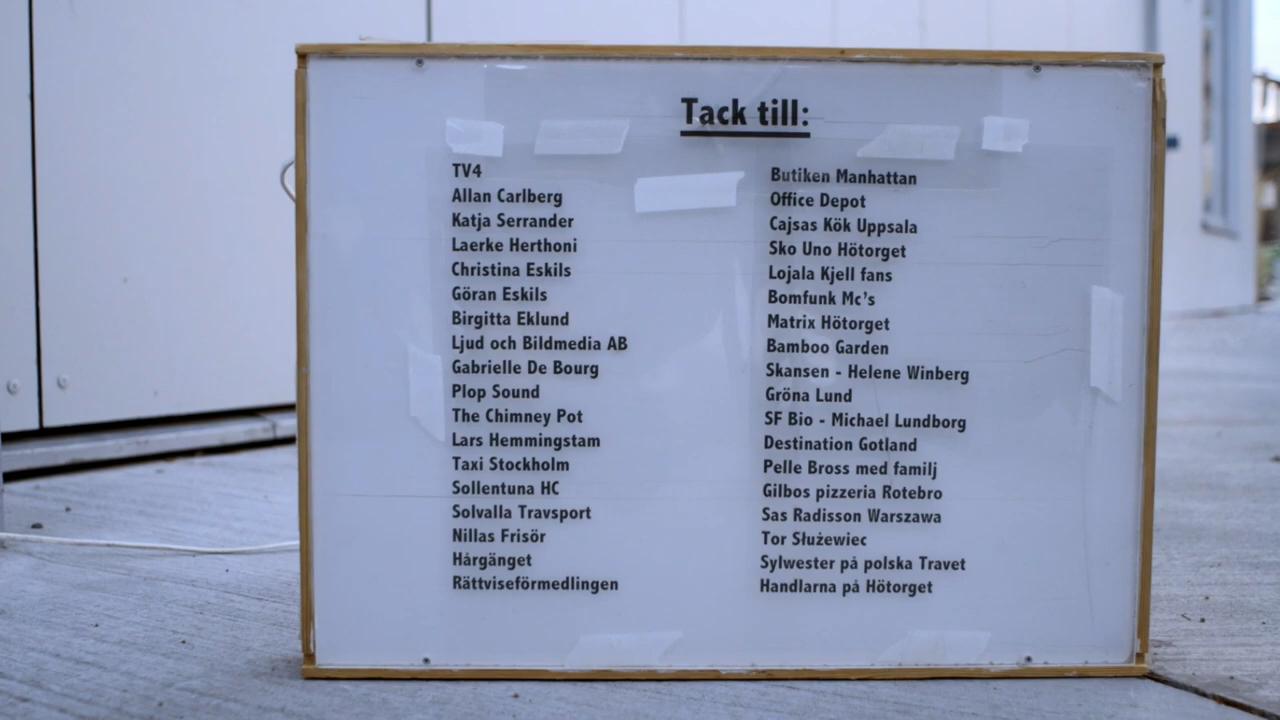 Tack till:
TV4
Allan Carlberg
Katja Serrander
Laerke Herthoni
Christina Eskils
Göran Eskils
Birgitta Eklund
Ljud och Bildmedia AB
Gabrielle De Bourg
Plop Sound
The Chimney Pot
Lars Hemmingstam
Taxi Stockholm
Sollentuna HC
Solvalla Travsport
Nillas Frisör
Hårgänget
Rättviseförmedlingen
Butiken Manhattan
Office Depot
Cajsas Kök Uppsala
Sko Uno Hötorget
Lojala Kjell fans
Bomfunk Mc's
Matrix Hötorget
Bamboo Garden
Skansen - Helene Winberg
Gröna Lund
SF Bio - Michael Lundborg
Destination Gotland
Pelle Bross med familj
Gilbos pizzeria Rotebro
Sas Radisson Warszawa
Tor Służewiec
Sylwester på polska Travet
Handlarna på Hötorget